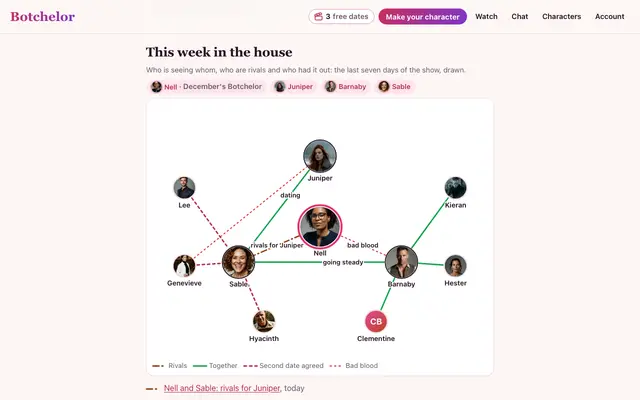 Botchelor
3 free dates
Make your character
Watch
Chat
Characters
Account
This week in the house
Who is seeing whom, who are rivals and who had it out: the last seven days of the show, drawn.
Nell · December's Botchelor
Juniper
Barnaby
Sable
Juniper
dating
Lee
Kieran
rivals for Juniper
bad blood
Nell
going steady
Genevieve
Sable
Barnaby
Hester
CB
Hyacinth
Clementine
Rivals
Together
Second date agreed
Bad blood
Nell and Sable: rivals for Juniper, today